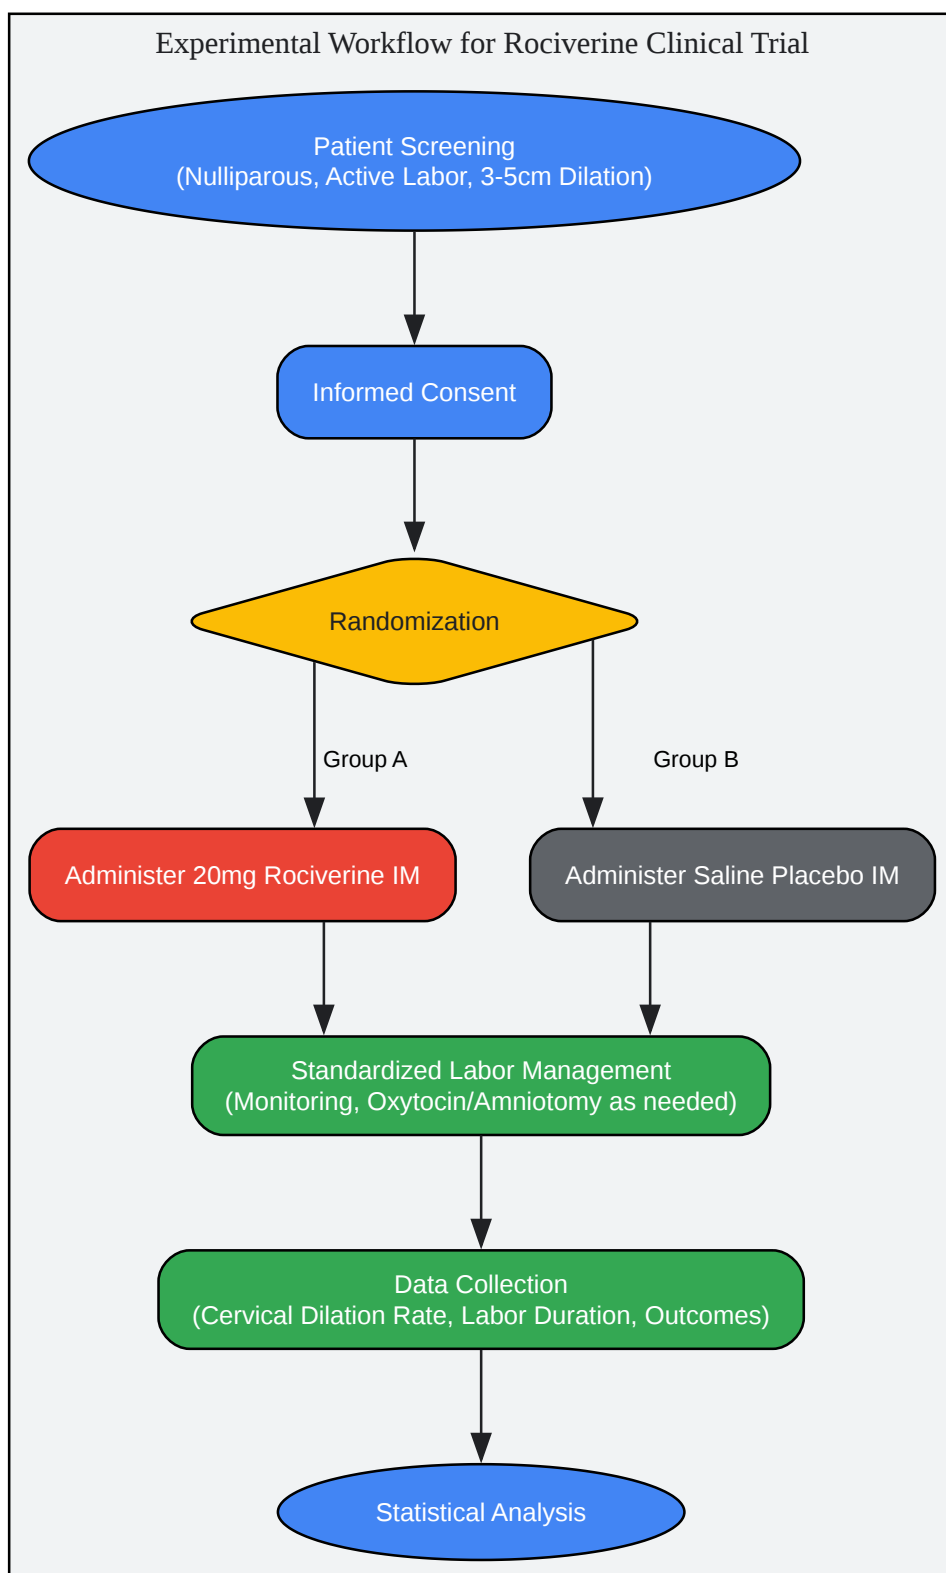 Experimental Workflow for Rociverine Clinical Trial
Patient Screening
(Nulliparous, Active Labor, 3-5cm Dilation)
Informed Consent
Randomization
Group A
Group B
Administer 20mg Rociverine IM
Administer Saline Placebo IM
Standardized Labor Management
(Monitoring, Oxytocin/Amniotomy as needed)
Data Collection
(Cervical Dilation Rate, Labor Duration, Outcomes)
Statistical Analysis